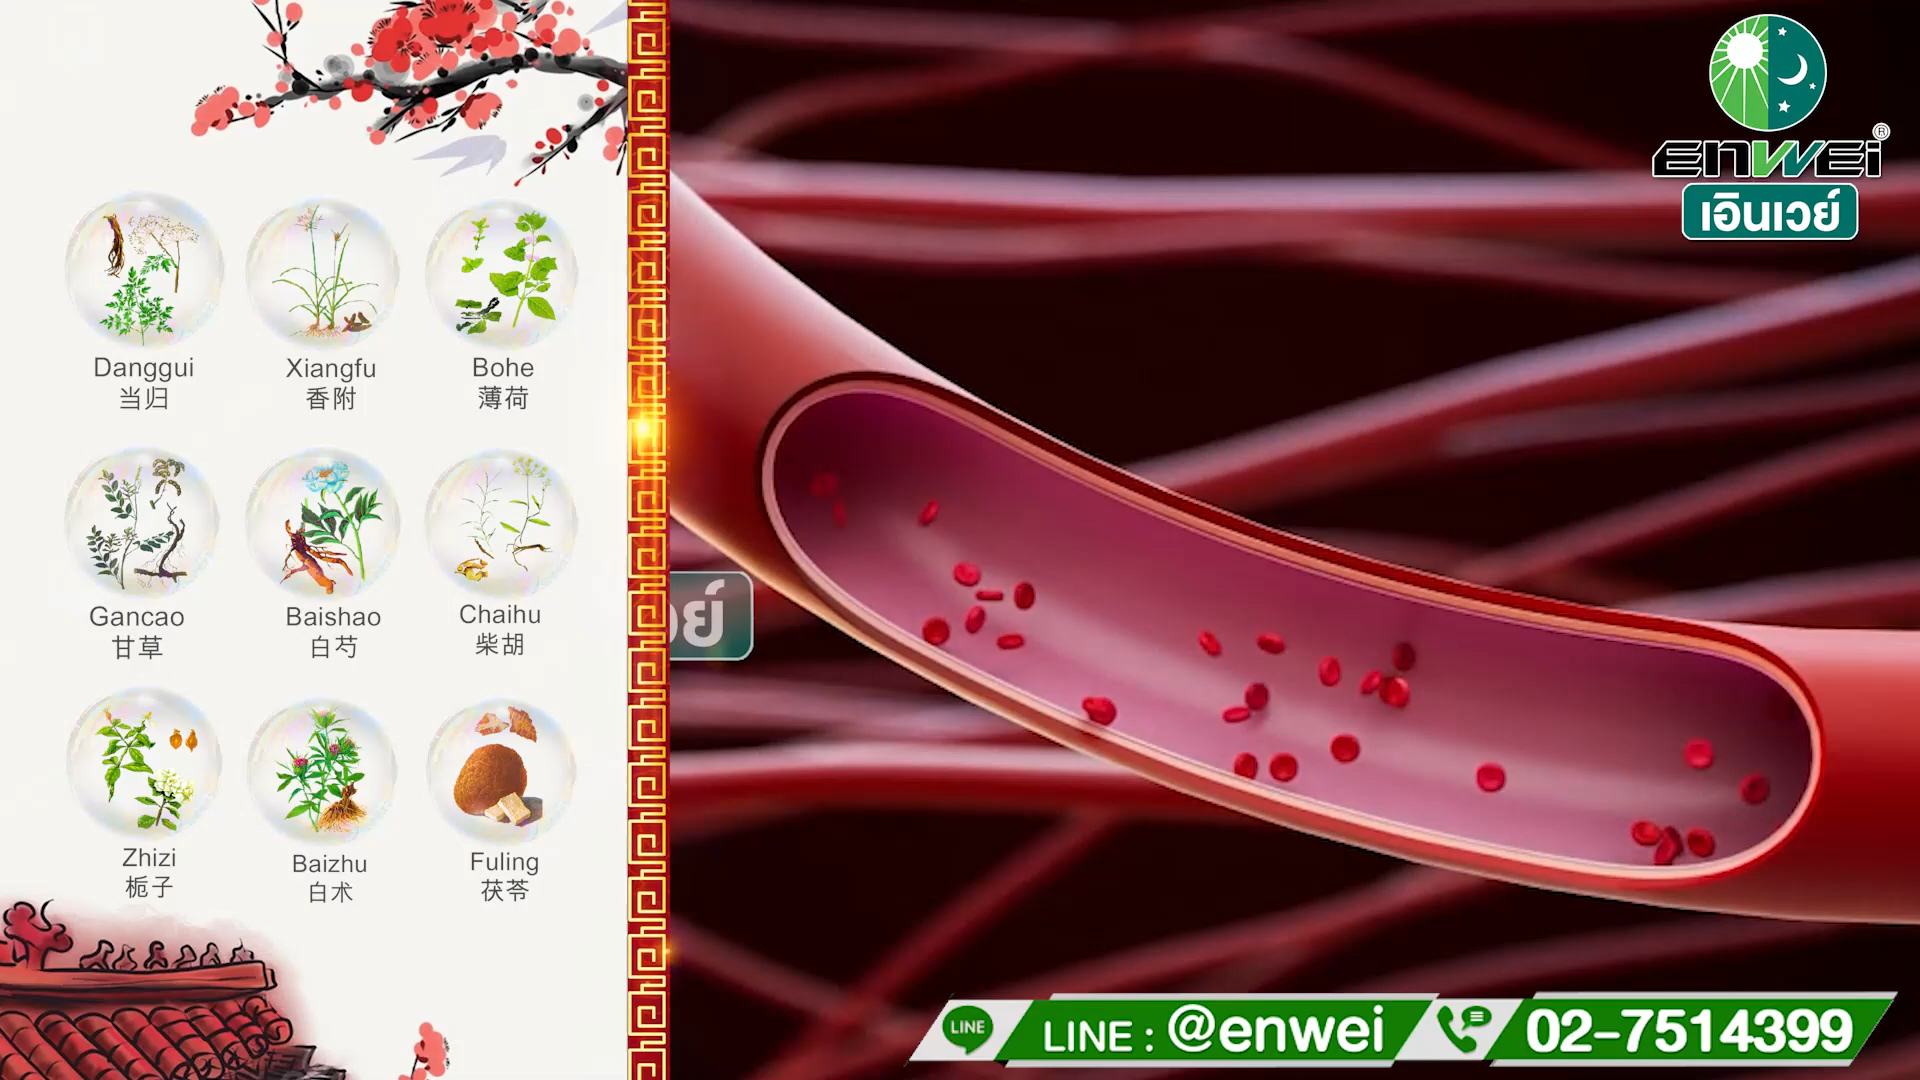 Danggui
当归
Xiangfu
香附
Bohe
薄荷
Gancao
甘草
Baishao
白芍
Chaihu
柴胡
Zhizi
栀子
Baizhu
白术
Fuling
茯苓
ENWEI®
เอินเวย์
วย์
LINE
LINE : @enwei
02-7514399